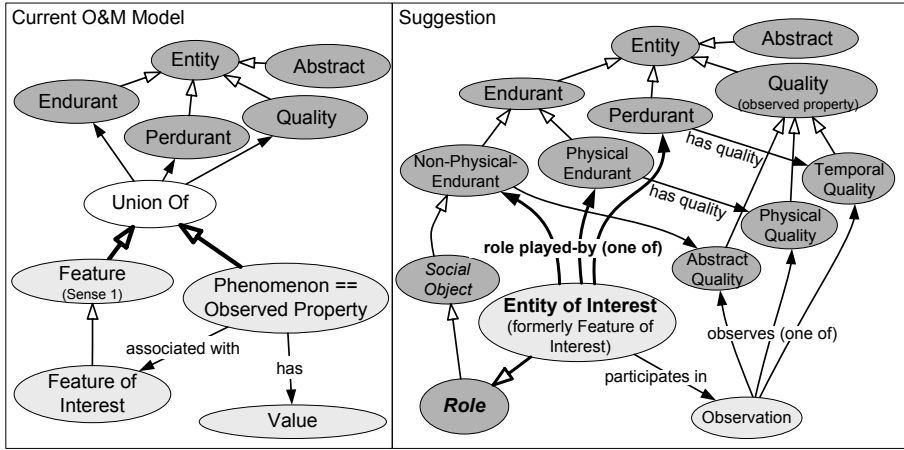 Current O&M Model
Entity
Abstract
Endurant
Perdurant
Quality
Union Of
Feature
(Sense 1)
Phenomenon ==
Observed Property
associated with
has
Feature of
Interest
Value
Suggestion
Entity
Abstract
Endurant
Quality
(observed property)
Perdurant
has quality
Non-Physical-
Endurant
Physical
Endurant
Temporal
Quality
has quality
Physical
Quality
role played-by (one of)
Abstract
Quality
Social
Object
Entity of Interest
(formerly Feature of
Interest)
observes (one of)
participates in
Role
Observation